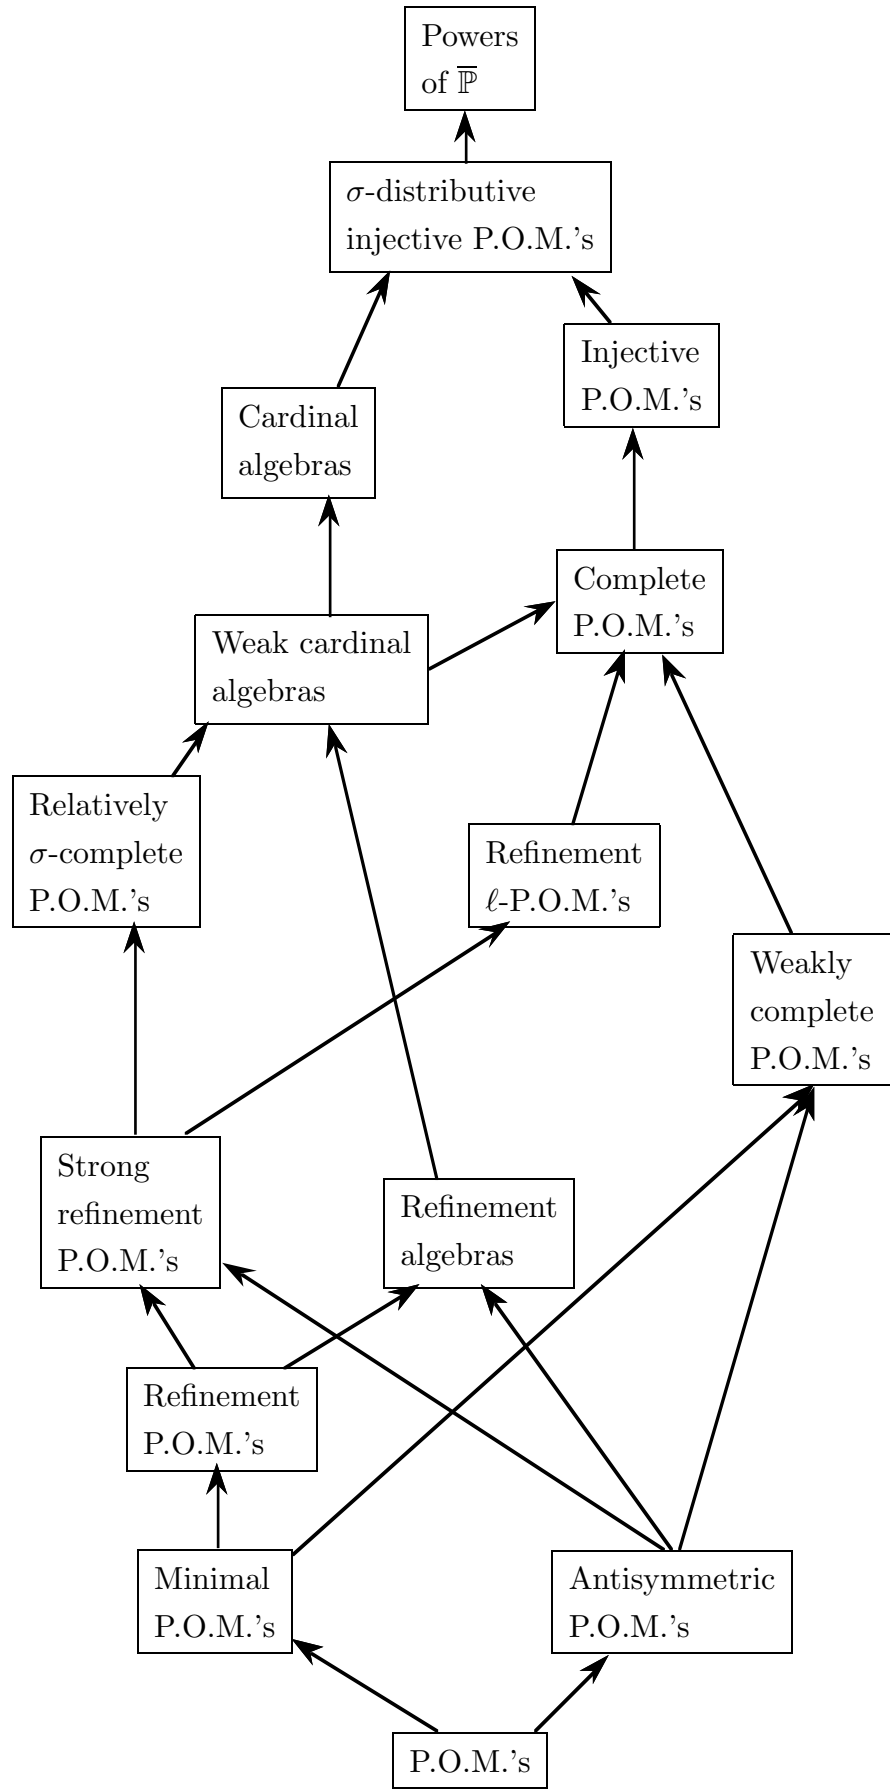 Powers
of ℙ̅
σ-distributive
injective P.O.M.'s
Injective
P.O.M.'s
Cardinal
algebras
Complete
P.O.M.'s
Weak cardinal
algebras
Relatively
σ-complete
P.O.M.'s
Refinement
ℓ-P.O.M.'s
Weakly
complete
P.O.M.'s
Strong
refinement
P.O.M.'s
Refinement
algebras
Refinement
P.O.M.'s
Minimal
P.O.M.'s
Antisymmetric
P.O.M.'s
P.O.M.'s